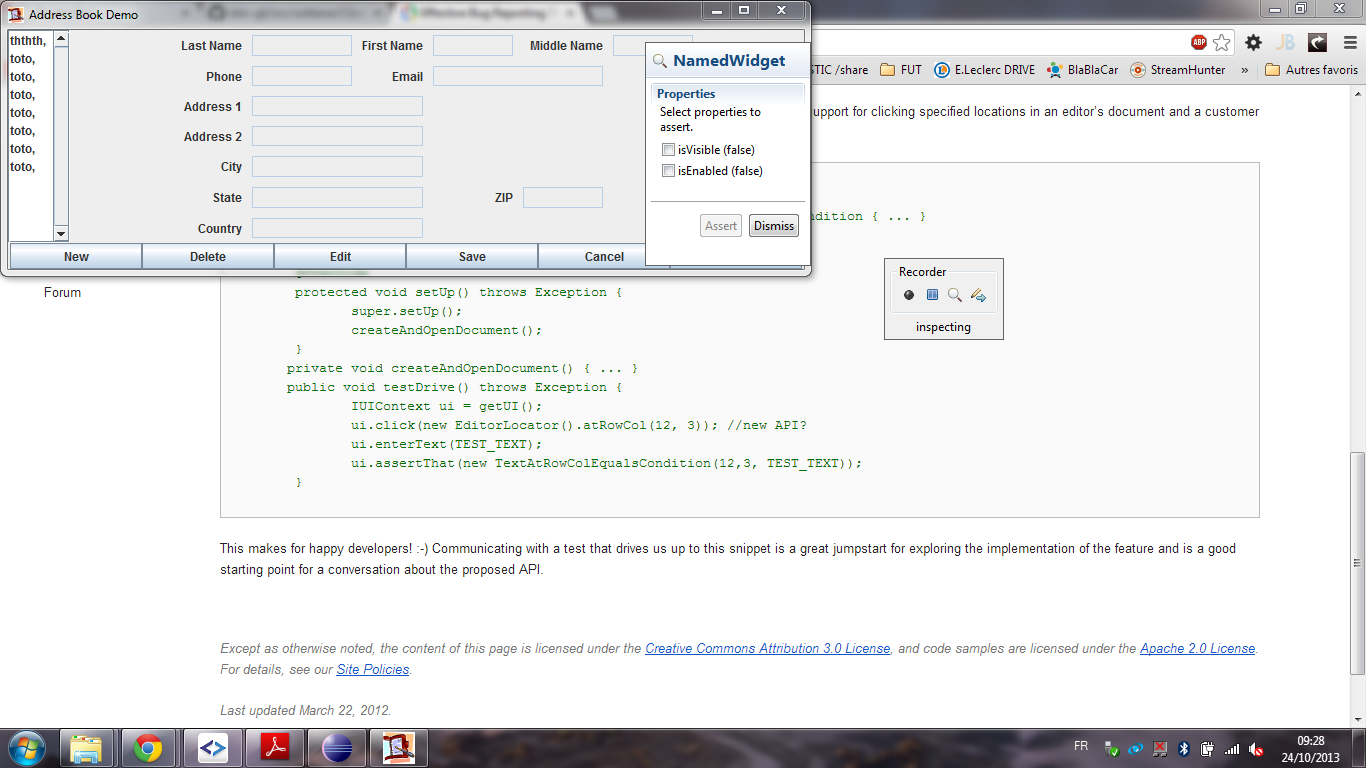 Address Book Demo
Effective Bug Reporting
ththth,
toto,
toto,
toto,
toto,
toto,
toto,
toto,
Last Name First Name Middle Name
Phone Email
Address 1
Address 2
City
State ZIP
Country
New Delete Edit Save Cancel
NamedWidget
Properties
Select properties to
assert.
isVisible (false)
isEnabled (false)
Assert Dismiss
ABP JB
STIC /share FUT E.Leclerc DRIVE BlaBlaCar StreamHunter » Autres favoris
upport for clicking specified locations in an editor's document and a customer
ndition { ... }
Recorder
inspecting
Forum
protected void setUp() throws Exception {
super.setUp();
createAndOpenDocument();
}
private void createAndOpenDocument() { ... }
public void testDrive() throws Exception {
IUIContext ui = getUI();
ui.click(new EditorLocator().atRowCol(12, 3)); //new API?
ui.enterText(TEST_TEXT);
ui.assertThat(new TextAtRowColEqualsCondition(12,3, TEST_TEXT));
}
This makes for happy developers! :-) Communicating with a test that drives us up to this snippet is a great jumpstart for exploring the implementation of the feature and is a good
starting point for a conversation about the proposed API.
Except as otherwise noted, the content of this page is licensed under the Creative Commons Attribution 3.0 License, and code samples are licensed under the Apache 2.0 License.
For details, see our Site Policies.
Last updated March 22, 2012.
FR
09:28
24/10/2013